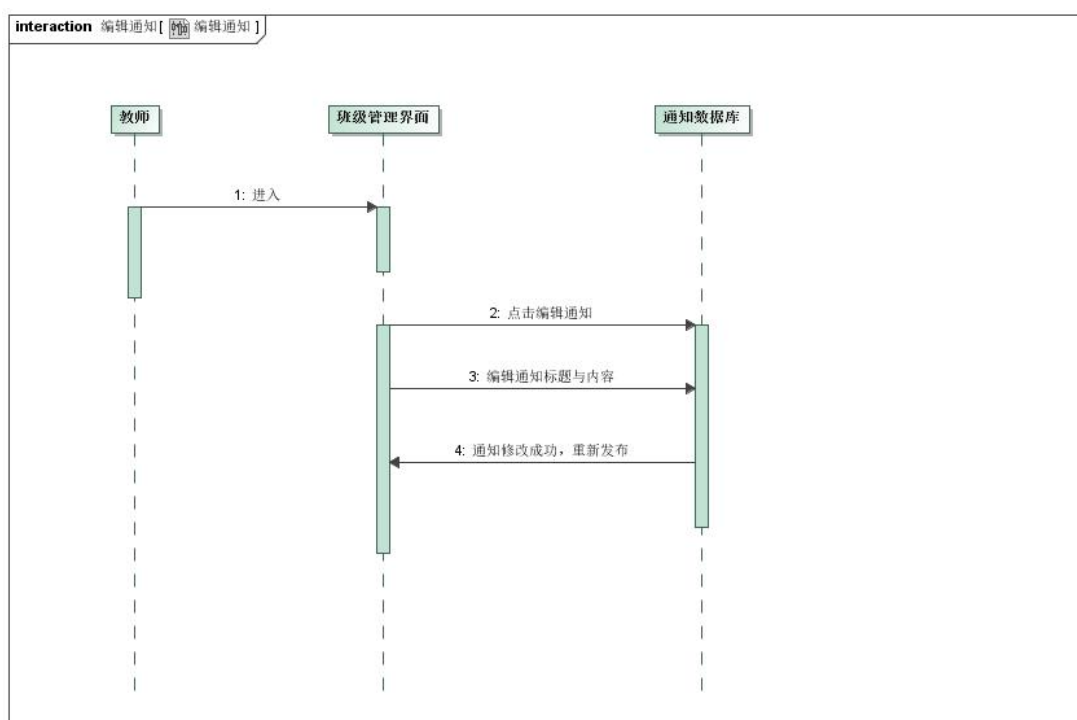 interaction 编辑通知[ 编辑通知 ]
教师
班级管理界面
通知数据库
1: 进入
2: 点击编辑通知
3: 编辑通知标题与内容
4: 通知修改成功，重新发布